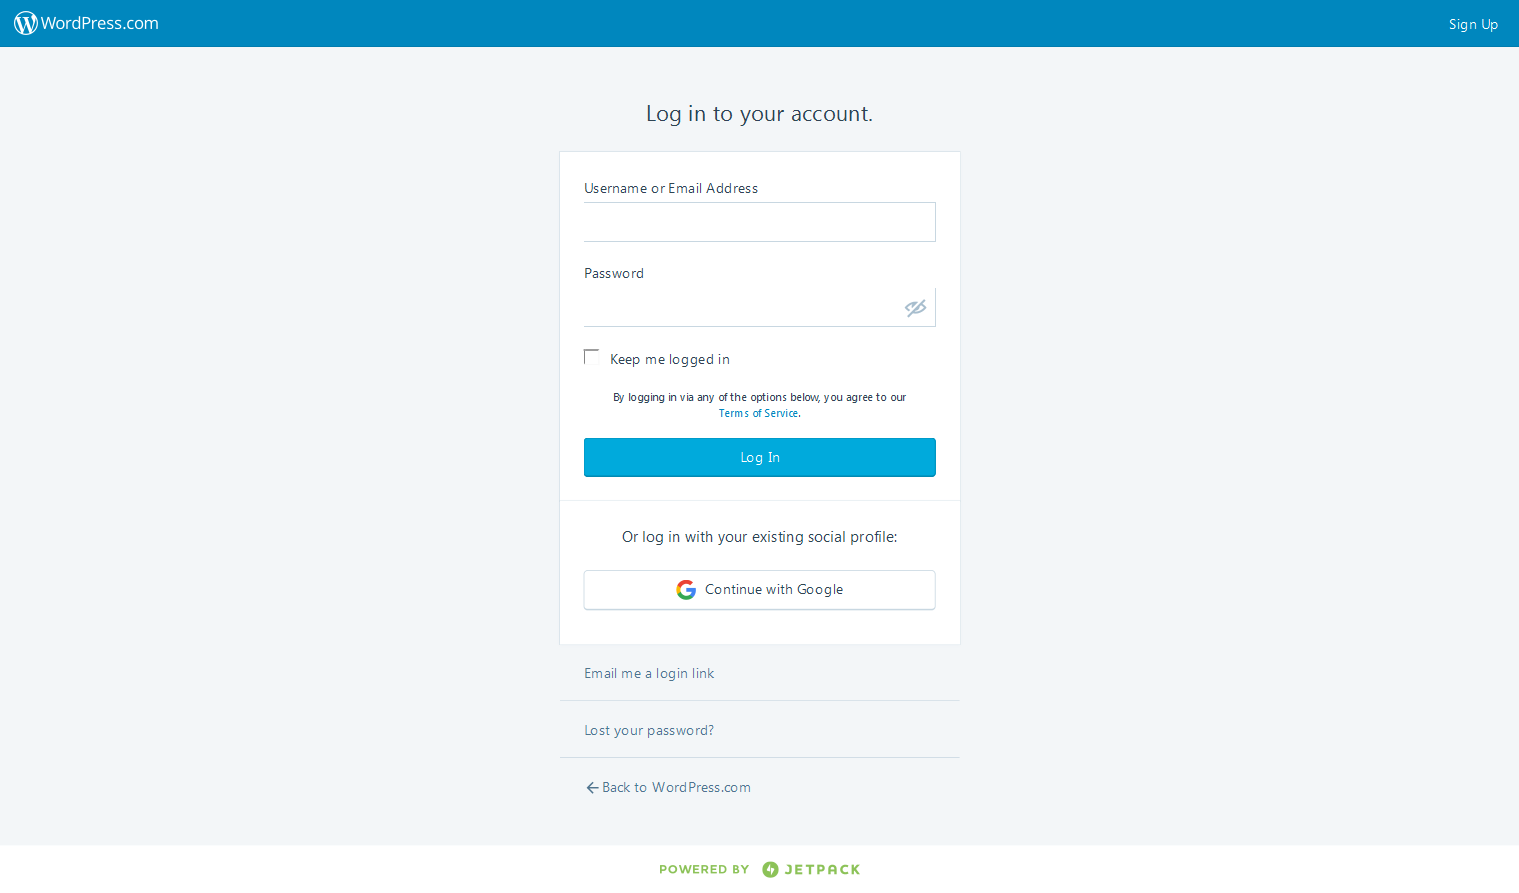 WordPress.com
Sign Up
Log in to your account.
Username or Email Address
Password
Keep me logged in
By logging in via any of the options below, you agree to our
Terms of Service.
Log In
Or log in with your existing social profile:
Continue with Google
Email me a login link
Lost your password?
Back to WordPress.com
POWERED BY JETPACK